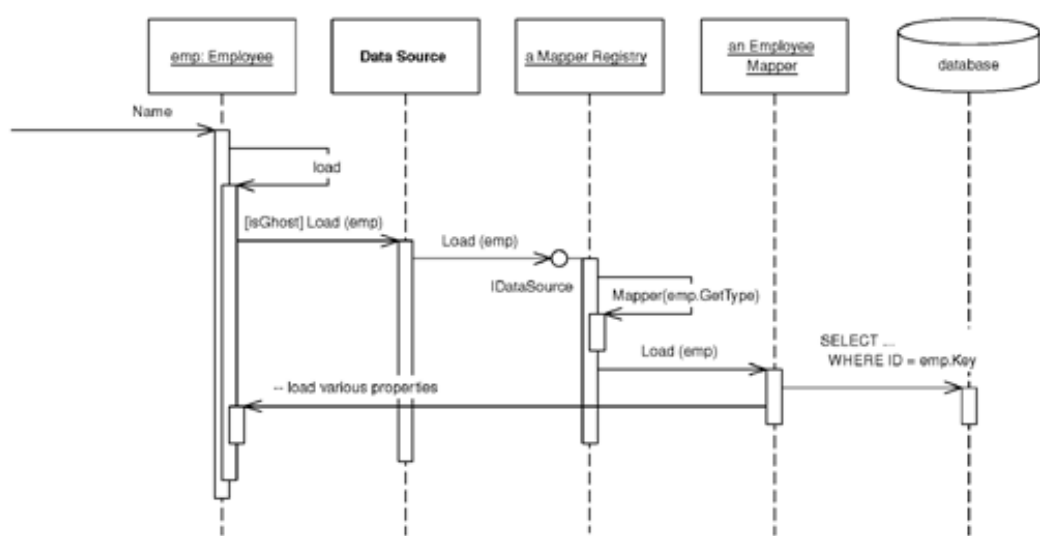 emp: Employee
Data Source
a Mapper Registry
an Employee
Mapper
database
Name
load
[isGhost] Load (emp)
Load (emp)
IDataSource
Mapper(emp.GetType)
Load (emp)
SELECT ...
WHERE ID = emp.Key
-- load various properties